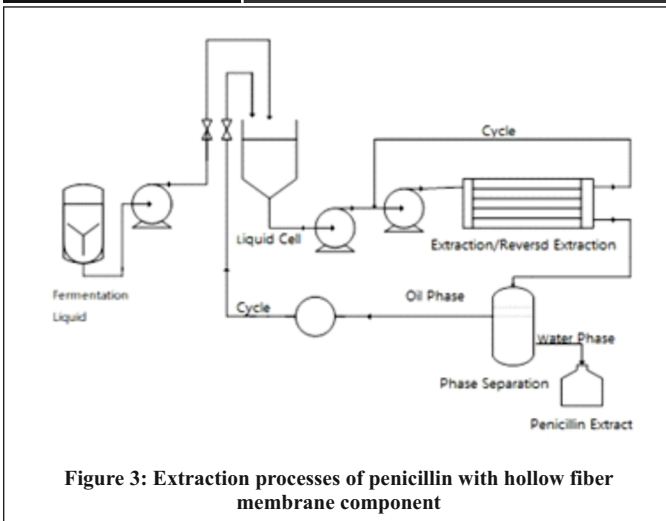 Cycle
Liquid Cell
Extraction/Reversd Extraction
Fermentation
Liquid
Cycle
Oil Phase
Water Phase
Phase Separation
Penicillin Extract
Figure 3: Extraction processes of penicillin with hollow fiber
membrane component